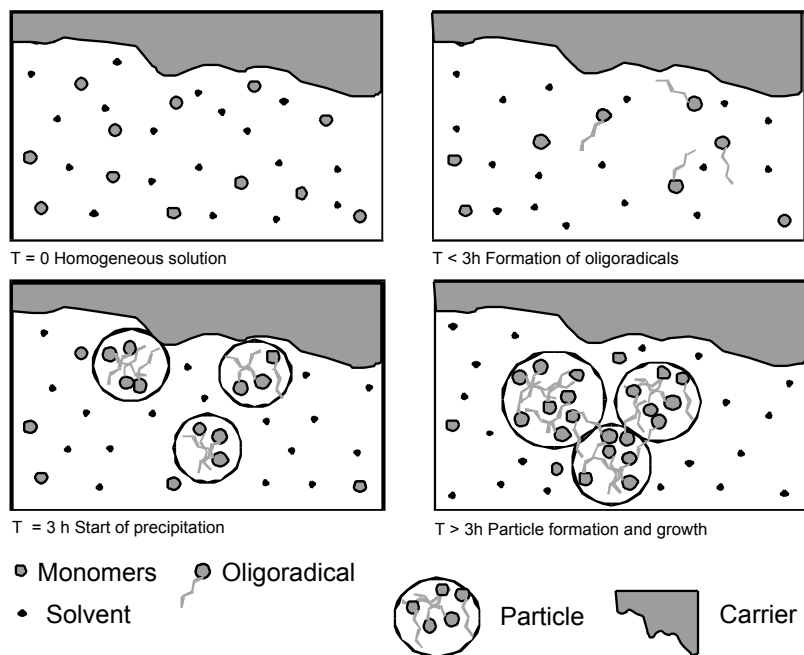 T = 0 Homogeneous solution
T < 3h Formation of oligoradicals
T = 3 h Start of precipitation
T > 3h Particle formation and growth
Monomers
Oligoradical
Solvent
Particle
Carrier